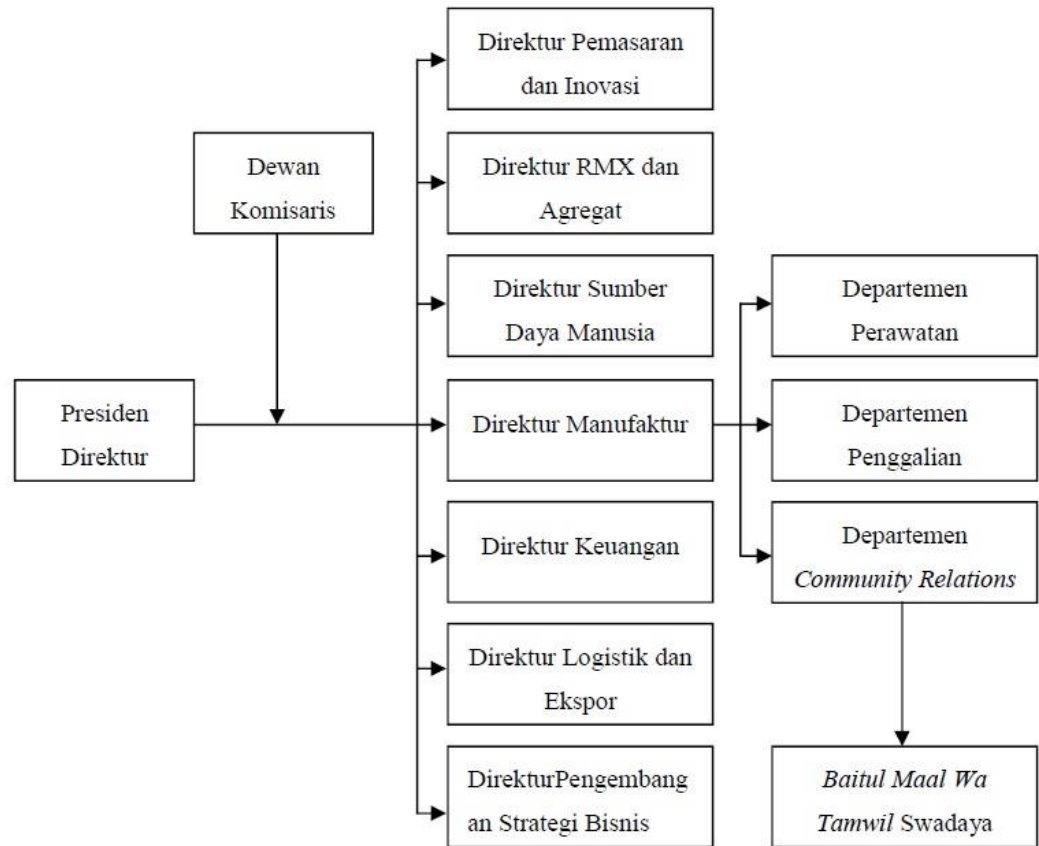 Direktur Pemasaran
dan Inovasi
Dewan
Komisaris
Direktur RMX dan
Agregat
Direktur Sumber
Daya Manusia
Departemen
Perawatan
Presiden
Direktur
Direktur Manufaktur
Departemen
Penggalian
Direktur Keuangan
Departemen
Community Relations
Direktur Logistik dan
Ekspor
DirekturPengembang
an Strategi Bisnis
Baitul Maal Wa
Tamwil Swadaya